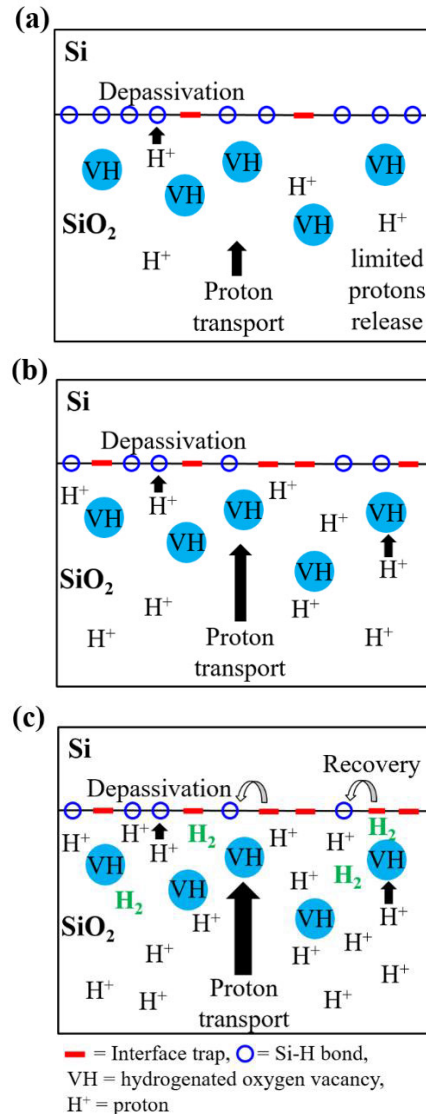 (a)
Si
Depassivation
VH H⁺ VH H⁺ VH
VH
SiO₂ VH H⁺
H⁺ limited
Proton protons
transport release
(b)
Si
Depassivation
H⁺ H⁺ H⁺
VH VH H⁺ VH
VH
SiO₂ VH H⁺
H⁺ H⁺
H⁺ Proton H⁺
transport
(c)
Si
Recovery
Depassivation
H⁺ H⁺ H₂ H⁺ H⁺ H₂
VH H⁺ VH VH
H₂ VH H⁺ H₂
H⁺ VH H⁺
SiO₂ H⁺ H⁺
H⁺ H⁺ Proton H⁺ H⁺
transport
= Interface trap, = Si-H bond,
VH = hydrogenated oxygen vacancy,
H⁺ = proton